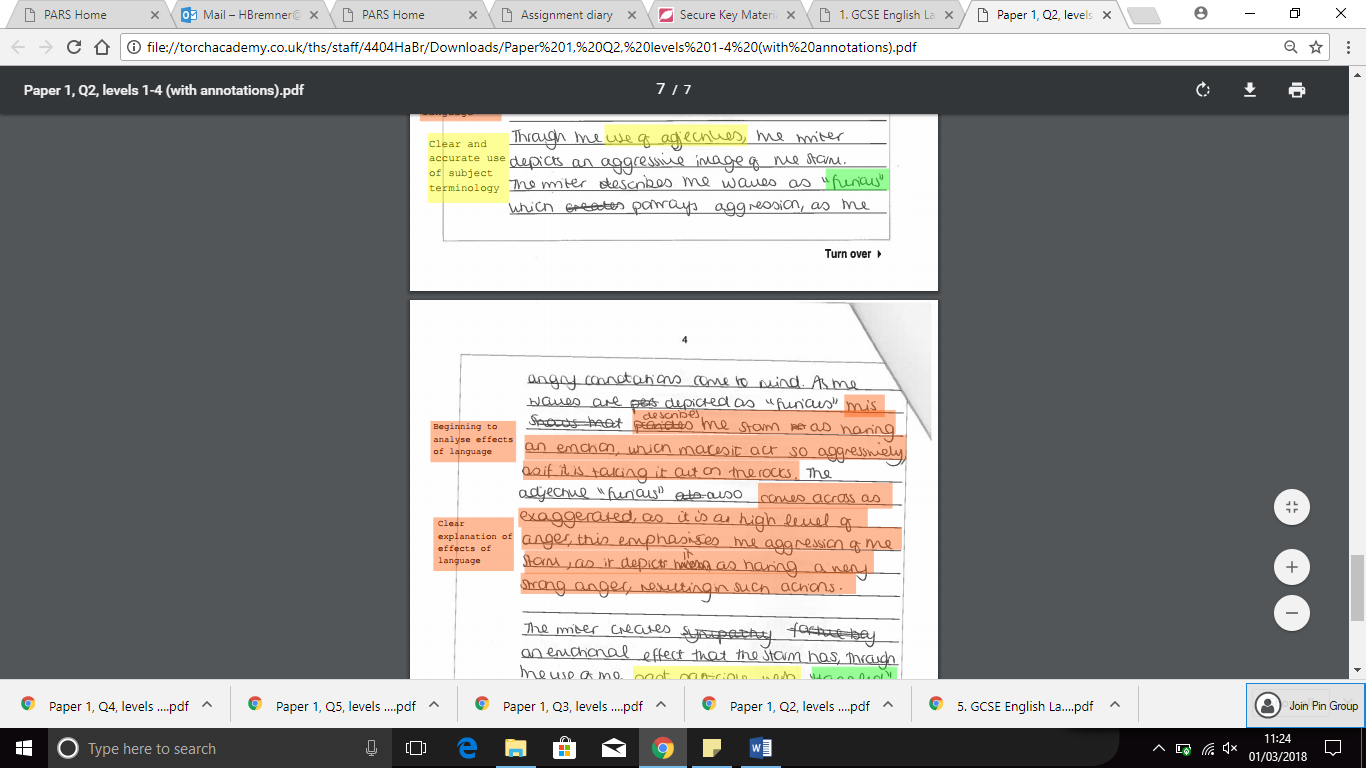 PARS Home
Mail – HBremner@
PARS Home
Assignment diary
Secure Key Materi
1. GCSE English La
Paper 1, Q2, levels
file://torchacademy.co.uk/ths/staff/4404HaBr/Downloads/Paper%201,%20Q2,%20levels%201-4%20(with%20annotations).pdf
Paper 1, Q2, levels 1-4 (with annotations).pdf
7 / 7
language
Clear and
accurate use
of subject
terminology
Through the use of adjectives, the writer
depicts an aggressive image of the storm.
The writer describes the waves as "furious"
which creates portrays aggression, as the
Turn over
4
angry connotations come to mind. As the
waves are depicted as "furious" this
Beginning to
analyse effects
of language
shows that describes the storm as having
an emotion, which makes it act so aggressively,
as if it is taking it out on the rocks. The
adjective "furious" also comes across as
Clear
explanation of
effects of
language
exaggerated, as it is a high level of
anger, this emphasises the aggression of the
storm, as it depicts it as having a very
strong anger, resulting in such actions.
The writer creates sympathy for the boy
an emotional effect that the storm has, through
the use of the past participle verb
Paper 1, Q4, levels ....pdf
Paper 1, Q5, levels ....pdf
Paper 1, Q3, levels ....pdf
Paper 1, Q2, levels ....pdf
5. GCSE English La....pdf
Join Pin Group
Type here to search
11:24
01/03/2018